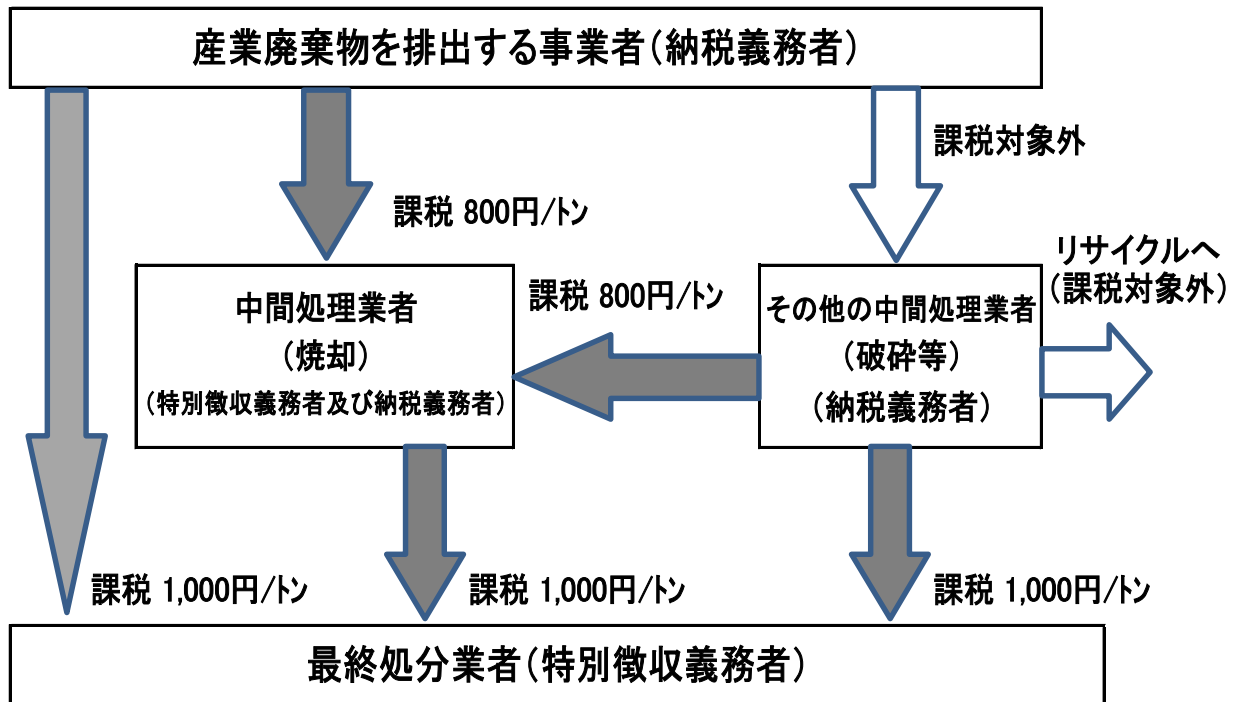 産業廃棄物を排出する事業者(納税義務者)
課税対象外
課税 800円/トン
リサイクルへ
(課税対象外)
中間処理業者
(焼却)
(特別徴収義務者及び納税義務者)
課税 800円/トン
その他の中間処理業者
(破砕等)
(納税義務者)
課税 1,000円/トン
課税 1,000円/トン
課税 1,000円/トン
最終処分業者(特別徴収義務者)